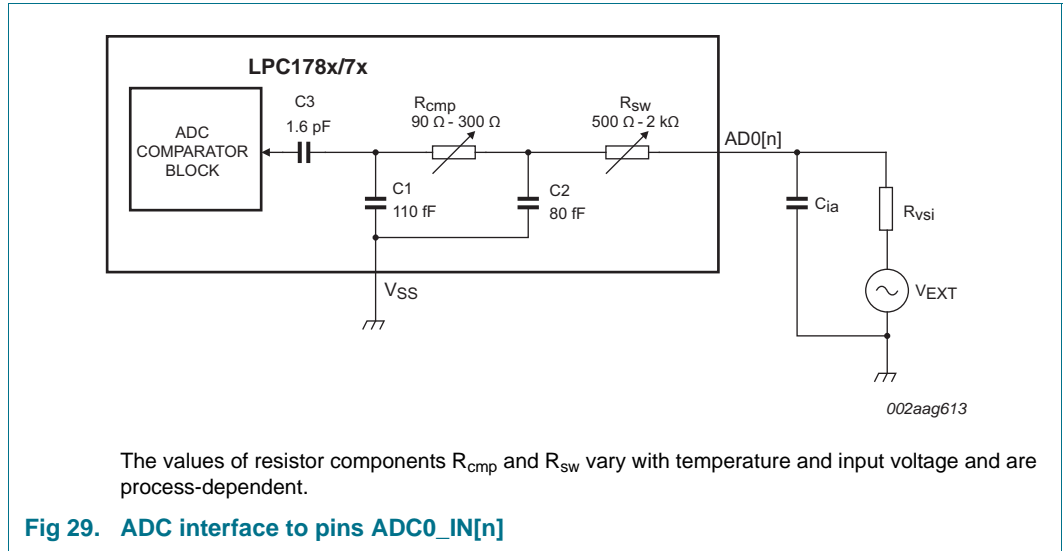 LPC178x/7x
ADC
COMPARATOR
BLOCK
C3
1.6 pF
Rcmp
90 Ω - 300 Ω
Rsw
500 Ω - 2 kΩ
AD0[n]
C1
110 fF
C2
80 fF
Cia
Rvsi
VSS
VEXT
002aag613
The values of resistor components Rcmp and Rsw vary with temperature and input voltage and are
process-dependent.
Fig 29. ADC interface to pins ADC0_IN[n]